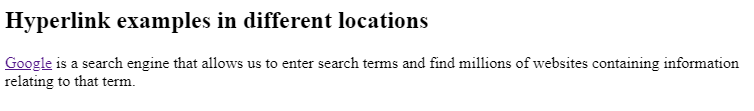 Hyperlink examples in different locations
Google is a search engine that allows us to enter search terms and find millions of websites containing information
relating to that term.